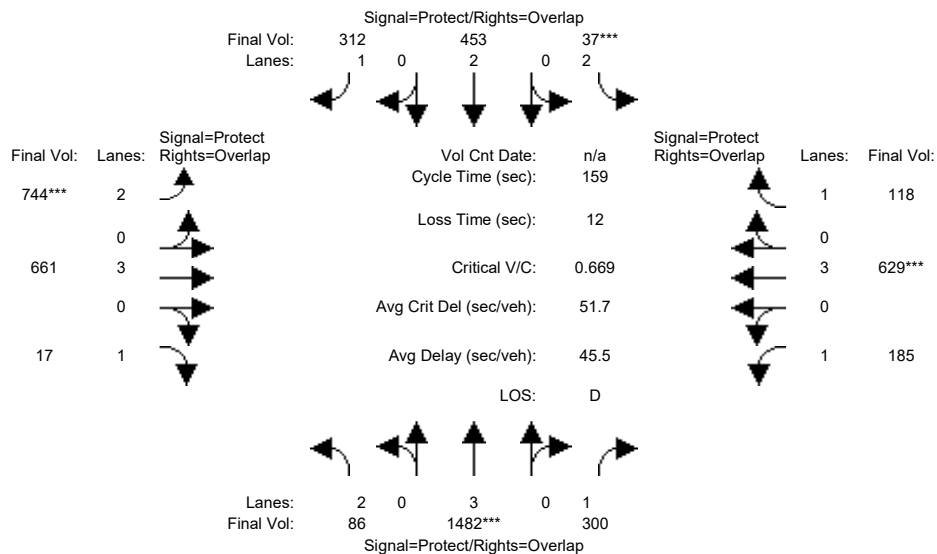 Signal=Protect/Rights=Overlap
Final Vol: 312 453 37***
Lanes: 1 0 2 0 2
Signal=Protect
Final Vol: Lanes: Rights=Overlap
Vol Cnt Date: n/a
Signal=Protect
Rights=Overlap Lanes: Final Vol:
Cycle Time (sec): 159
744*** 2
1 118
Loss Time (sec): 12
0
0
661 3
Critical V/C: 0.669
3 629***
0
Avg Crit Del (sec/veh): 51.7
0
17 1
Avg Delay (sec/veh): 45.5
1 185
LOS: D
Lanes: 2 0 3 0 1
Final Vol: 86 1482*** 300
Signal=Protect/Rights=Overlap